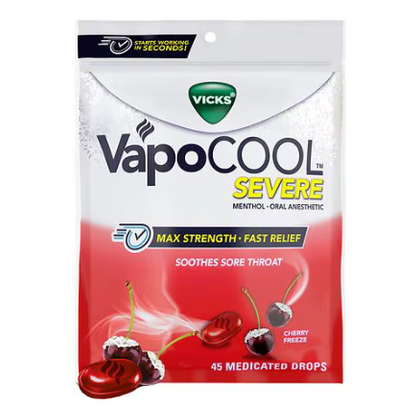 STARTS WORKING
IN SECONDS!
VICKS
VapoCOOL™
SEVERE
MENTHOL • ORAL ANESTHETIC
MAX STRENGTH • FAST RELIEF
SOOTHES SORE THROAT
CHERRY
FREEZE
45 MEDICATED DROPS